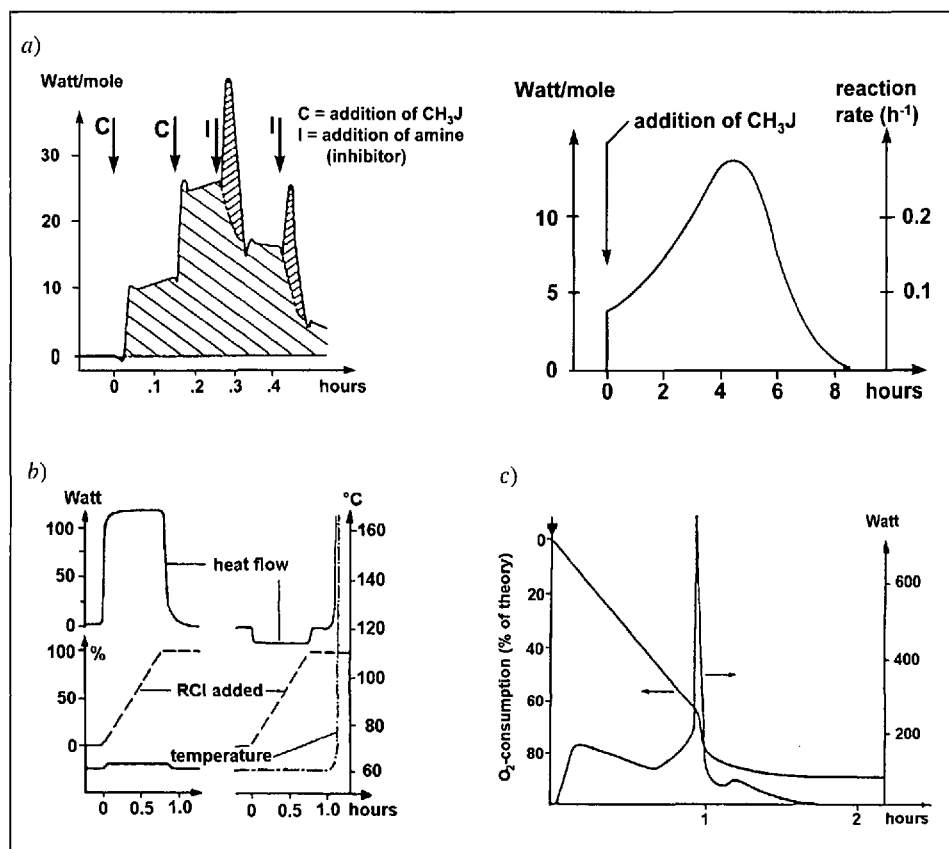 a)
Watt/mole
C C I I
C = addition of CH₃J
I = addition of amine
(inhibitor)
30
20
10
0
0 .1 .2 .3 .4
hours
Watt/mole
addition of CH₃J
reaction
rate (h⁻¹)
10
5
0
0.2
0.1
0 2 4 6 8 hours
b)
Watt
100
50
0
heat flow
°C
160
140
120
100
80
60
%
100
50
0
RCl added
temperature
0 0.5 1.0
0 0.5 1.0
hours
c)
O₂-consumption (% of theory)
0
20
40
60
80
Watt
600
400
200
1 2 hours